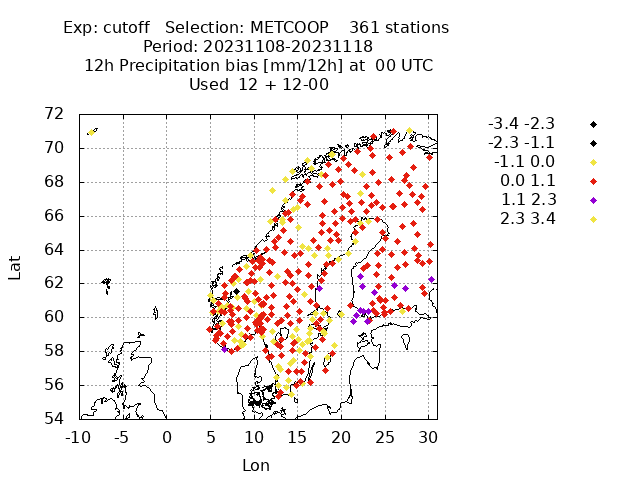 Exp: cutoff   Selection: METCOOP    361 stations
Period: 20231108-20231118
12h Precipitation bias [mm/12h] at  00 UTC
Used  12 + 12-00
72
70
68
66
64
62
60
58
56
54
Lat
-10 -5 0 5 10 15 20 25 30
Lon
-3.4 -2.3
-2.3 -1.1
-1.1 0.0
0.0 1.1
1.1 2.3
2.3 3.4